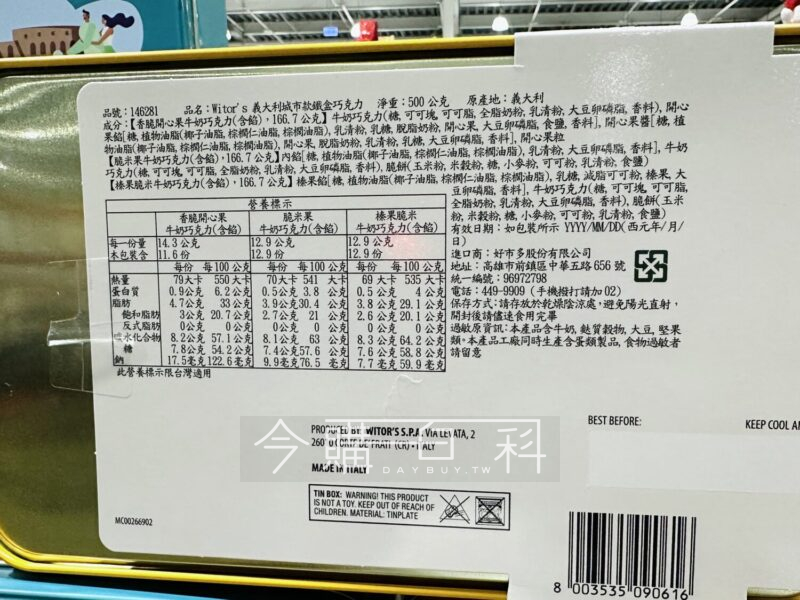 品號：146281 品名：Witor's 義大利城市款鐵盒巧克力 淨重：500 公克 原產地：義大利
成分：【香脆開心果牛奶巧克力(含餡)，166.7 公克】牛奶巧克力(糖, 可可塊, 可可脂, 全脂奶粉, 乳清粉, 大豆卵磷脂, 香料), 開心
果餡[糖, 植物油脂(椰子油脂, 棕櫚仁油脂, 棕櫚油脂), 乳清粉, 乳糖, 脫脂奶粉, 開心果, 大豆卵磷脂, 食鹽, 香料], 開心果醬[糖, 植
物油脂(椰子油脂, 棕櫚仁油脂, 棕櫚油脂), 開心果, 脫脂奶粉, 乳清粉, 乳糖, 大豆卵磷脂, 香料], 開心果粒
【脆米果牛奶巧克力(含餡)，166.7公克】內餡[糖, 植物油脂(椰子油脂, 棕櫚仁油脂, 棕櫚油脂), 乳清粉, 大豆卵磷脂, 香料], 牛奶
巧克力(糖, 可可塊, 可可脂, 全脂奶粉, 乳清粉, 大豆卵磷脂, 香料), 脆餅(玉米粉, 米穀粉, 糖, 小麥粉, 可可粉, 乳清粉, 食鹽)
【榛果脆米牛奶巧克力(含餡)，166.7公克】榛果餡[糖, 植物油脂(椰子油脂, 棕櫚仁油脂, 棕櫚油脂), 乳糖, 減脂可可粉, 榛果, 大
豆卵磷脂, 香料], 牛奶巧克力(糖, 可可塊, 可可脂,
全脂奶粉, 乳清粉, 大豆卵磷脂, 香料), 脆餅(玉米
粉, 米穀粉, 糖, 小麥粉, 可可粉, 乳清粉, 食鹽)
有效日期：如包裝所示 YYYY/MM/DD(西元年/月/
日)
進口商：好市多股份有限公司
地址：高雄市前鎮區中華五路 656 號
統一編號：96972798
電話：449-9909 (手機撥打請加 02)
保存方式：請存放於乾燥陰涼處，避免陽光直射，
開封後請儘速食用完畢
過敏原資訊：本產品含牛奶, 麩質穀物, 大豆, 堅果
類。本產品工廠同時生產含蛋類製品, 食物過敏者
請留意
營養標示
香脆開心果 脆米果 榛果脆米
牛奶巧克力(含餡) 牛奶巧克力(含餡) 牛奶巧克力(含餡)
每一份量 14.3 公克 12.9 公克 12.9 公克
本包裝含 11.6份 12.9份 12.9份
每份 每 100 公克 每份 每 100 公克 每份 每 100 公克
熱量 79大卡 550 大卡 70大卡 541 大卡 69 大卡 535 大卡
蛋白質 0.9公克 6.2 公克 0.5公克 3.8 公克 0.5 公克 4 公克
脂肪 4.7公克 33 公克 3.9公克30.4 公克 3.8 公克 29.1 公克
飽和脂肪 3公克 20.7 公克 2.7公克 21 公克 2.6 公克 20.1 公克
反式脂肪 0公克 0 公克 0公克 0 公克 0 公克 0 公克
碳水化合物 8.2公克 57.1 公克 8.1公克 63 公克 8.3 公克 64.2 公克
糖 7.8公克 54.2 公克 7.4公克57.6 公克 7.6 公克 58.8 公克
鈉 17.5毫克 122.6 毫克 9.9毫克76.5 毫克 7.7 毫克 59.9 毫克
此營養標示限台灣適用
PRODUCED BY: WITOR'S S.P.A. VIA LEVATA, 2
26010 CORTE DE' FRATI (CR) • ITALY
MADE IN ITALY
今購百科
DAYBUY.TW
BEST BEFORE:
KEEP COOL AN
TIN BOX: WARNING! THIS PRODUCT
IS NOT A TOY. KEEP OUT OF REACH OF
CHILDREN. MATERIAL: TINPLATE
MC00266902
8 003535 090616